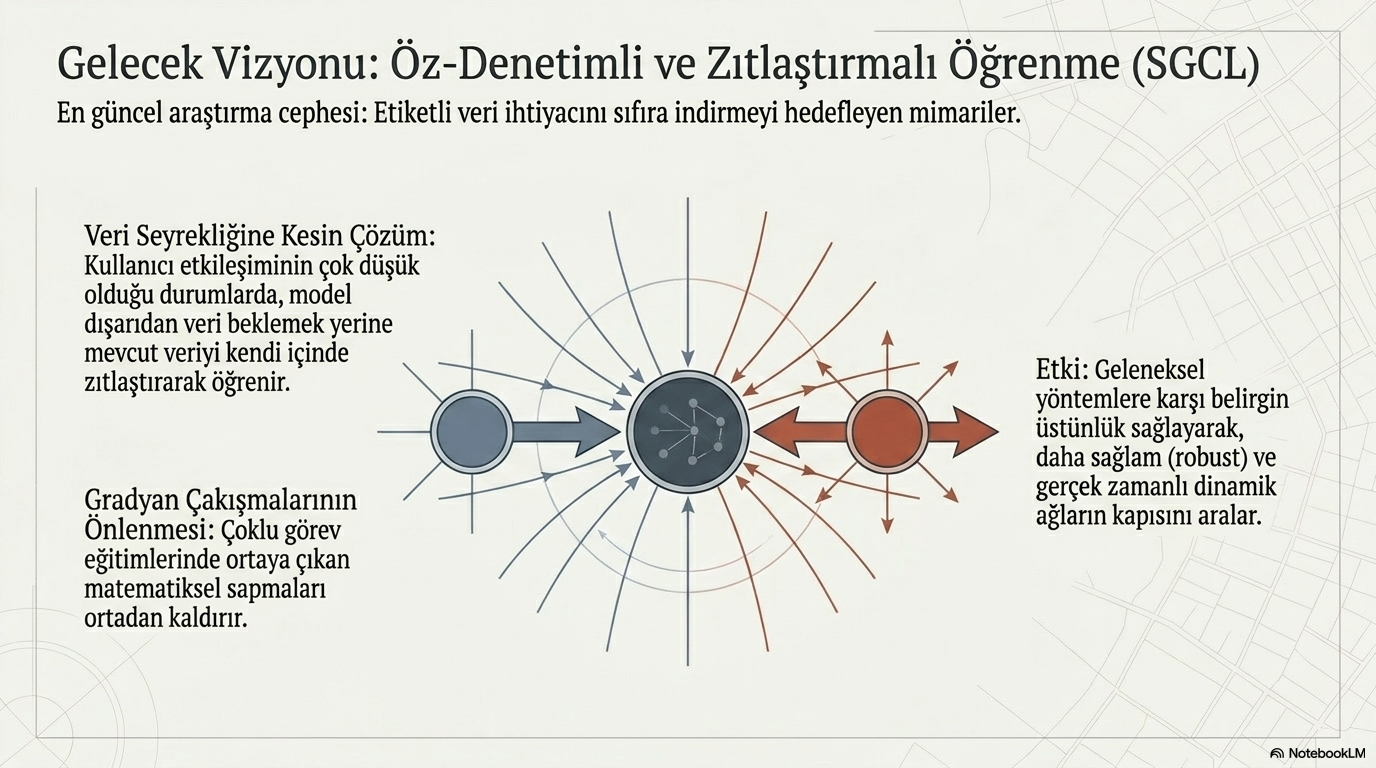 Gelecek Vizyonu: Öz-Denetimli ve Zıtlaştırmalı Öğrenme (SGCL)
En güncel araştırma cephesi: Etiketli veri ihtiyacını sıfıra indirmeyi hedefleyen mimariler.
Veri Seyrekliğine Kesin Çözüm:
Kullanıcı etkileşiminin çok düşük
olduğu durumlarda, model
dışarıdan veri beklemek yerine
mevcut veriyi kendi içinde
zıtlaştırarak öğrenir.
Gradyan Çakışmalarının
Önlenmesi: Çoklu görev
eğitimlerinde ortaya çıkan
matematiksel sapmaları
ortadan kaldırır.
Etki: Geleneksel
yöntemlere karşı belirgin
üstünlük sağlayarak,
daha sağlam (robust) ve
gerçek zamanlı dinamik
ağların kapısını aralar.
NotebookLM